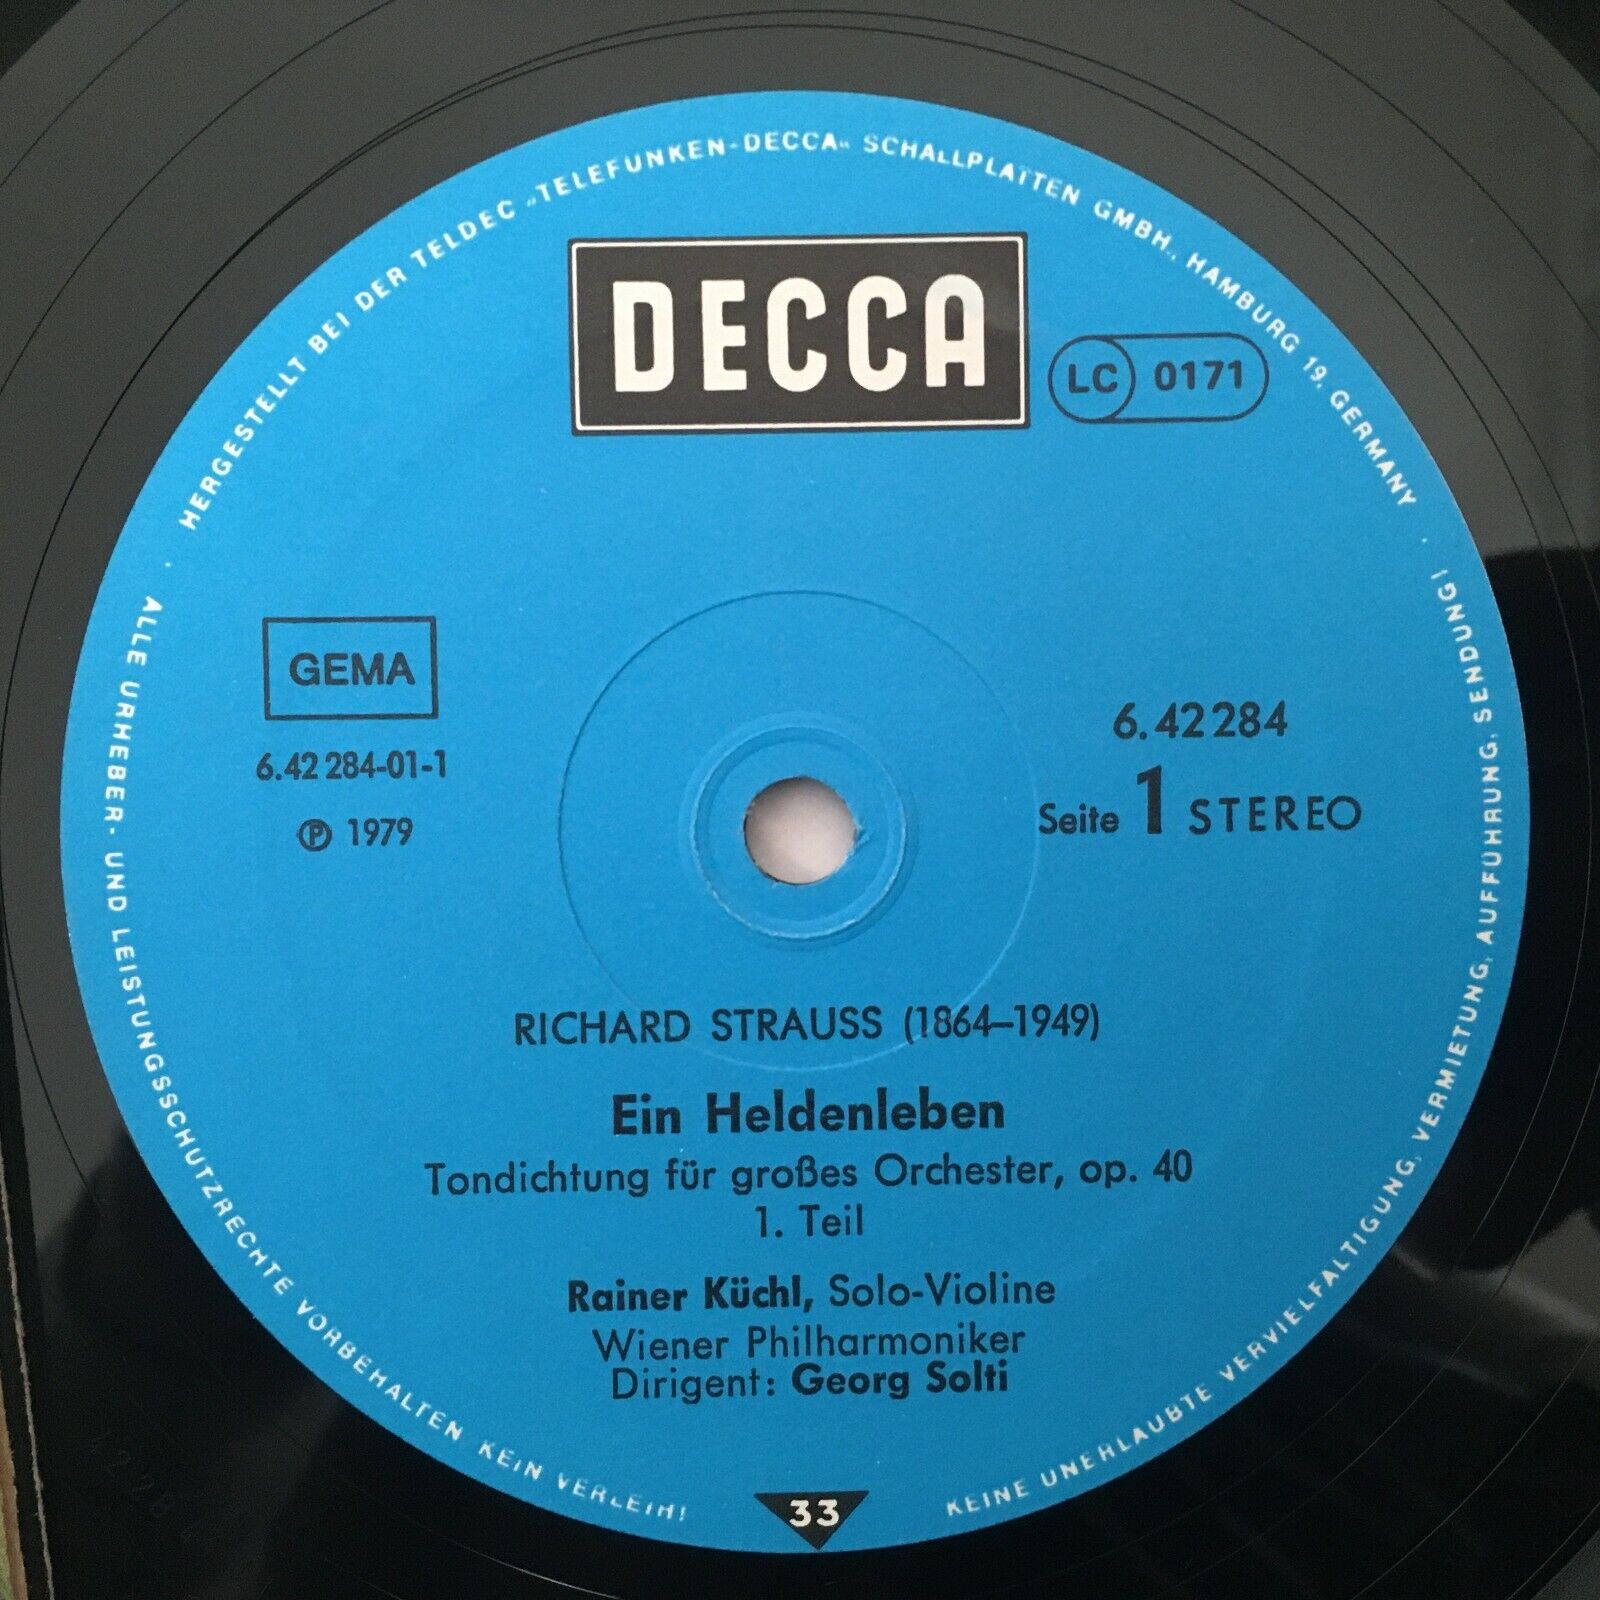 HERGESTELLT BEI DER TELDEC „TELEFUNKEN-DECCA“ SCHALLPLATTEN GMBH., HAMBURG 19, GERMANY
DECCA
LC 0171
GEMA
6.42 284-01-1
Ⓟ 1979
6.42284
Seite 1 STEREO
RICHARD STRAUSS (1864–1949)
Ein Heldenleben
Tondichtung für großes Orchester, op. 40
1. Teil
Rainer Küchl, Solo-Violine
Wiener Philharmoniker
Dirigent: Georg Solti
33
ALLE URHEBER- UND LEISTUNGSSCHUTZRECHTE VORBEHALTEN KEIN VERLEIH!
KEINE UNERLAUBTE VERVIELFÄLTIGUNG, VERMIETUNG, AUFFÜHRUNG, SENDUNG!